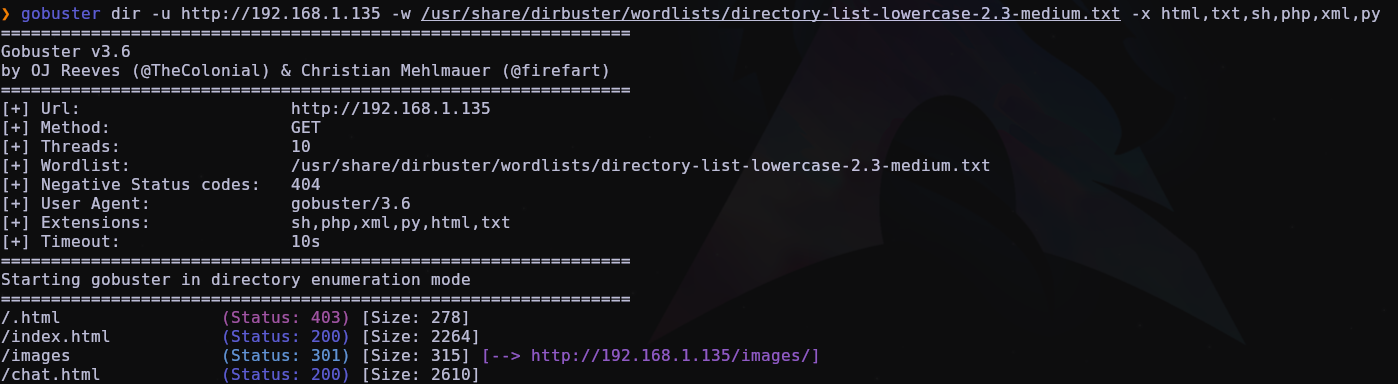 ❯ gobuster dir -u http://192.168.1.135 -w /usr/share/dirbuster/wordlists/directory-list-lowercase-2.3-medium.txt -x html,txt,sh,php,xml,py
===============================================================
Gobuster v3.6
by OJ Reeves (@TheColonial) & Christian Mehlmauer (@firefart)
===============================================================
[+] Url:                     http://192.168.1.135
[+] Method:                  GET
[+] Threads:                 10
[+] Wordlist:                /usr/share/dirbuster/wordlists/directory-list-lowercase-2.3-medium.txt
[+] Negative Status codes:   404
[+] User Agent:              gobuster/3.6
[+] Extensions:              sh,php,xml,py,html,txt
[+] Timeout:                 10s
===============================================================
Starting gobuster in directory enumeration mode
===============================================================
/.html                (Status: 403) [Size: 278]
/index.html           (Status: 200) [Size: 2264]
/images               (Status: 301) [Size: 315] [--> http://192.168.1.135/images/]
/chat.html            (Status: 200) [Size: 2610]